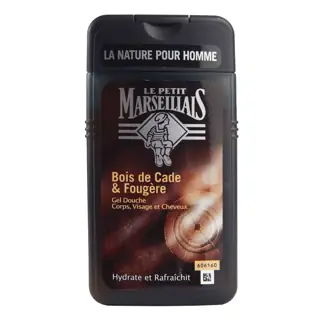 LA NATURE POUR HOMME
LE PETIT
MARSEILLAIS
Bois de Cade
& Fougère
Gel Douche
Corps, Visage et Cheveux
Hydrate et Rafraîchit